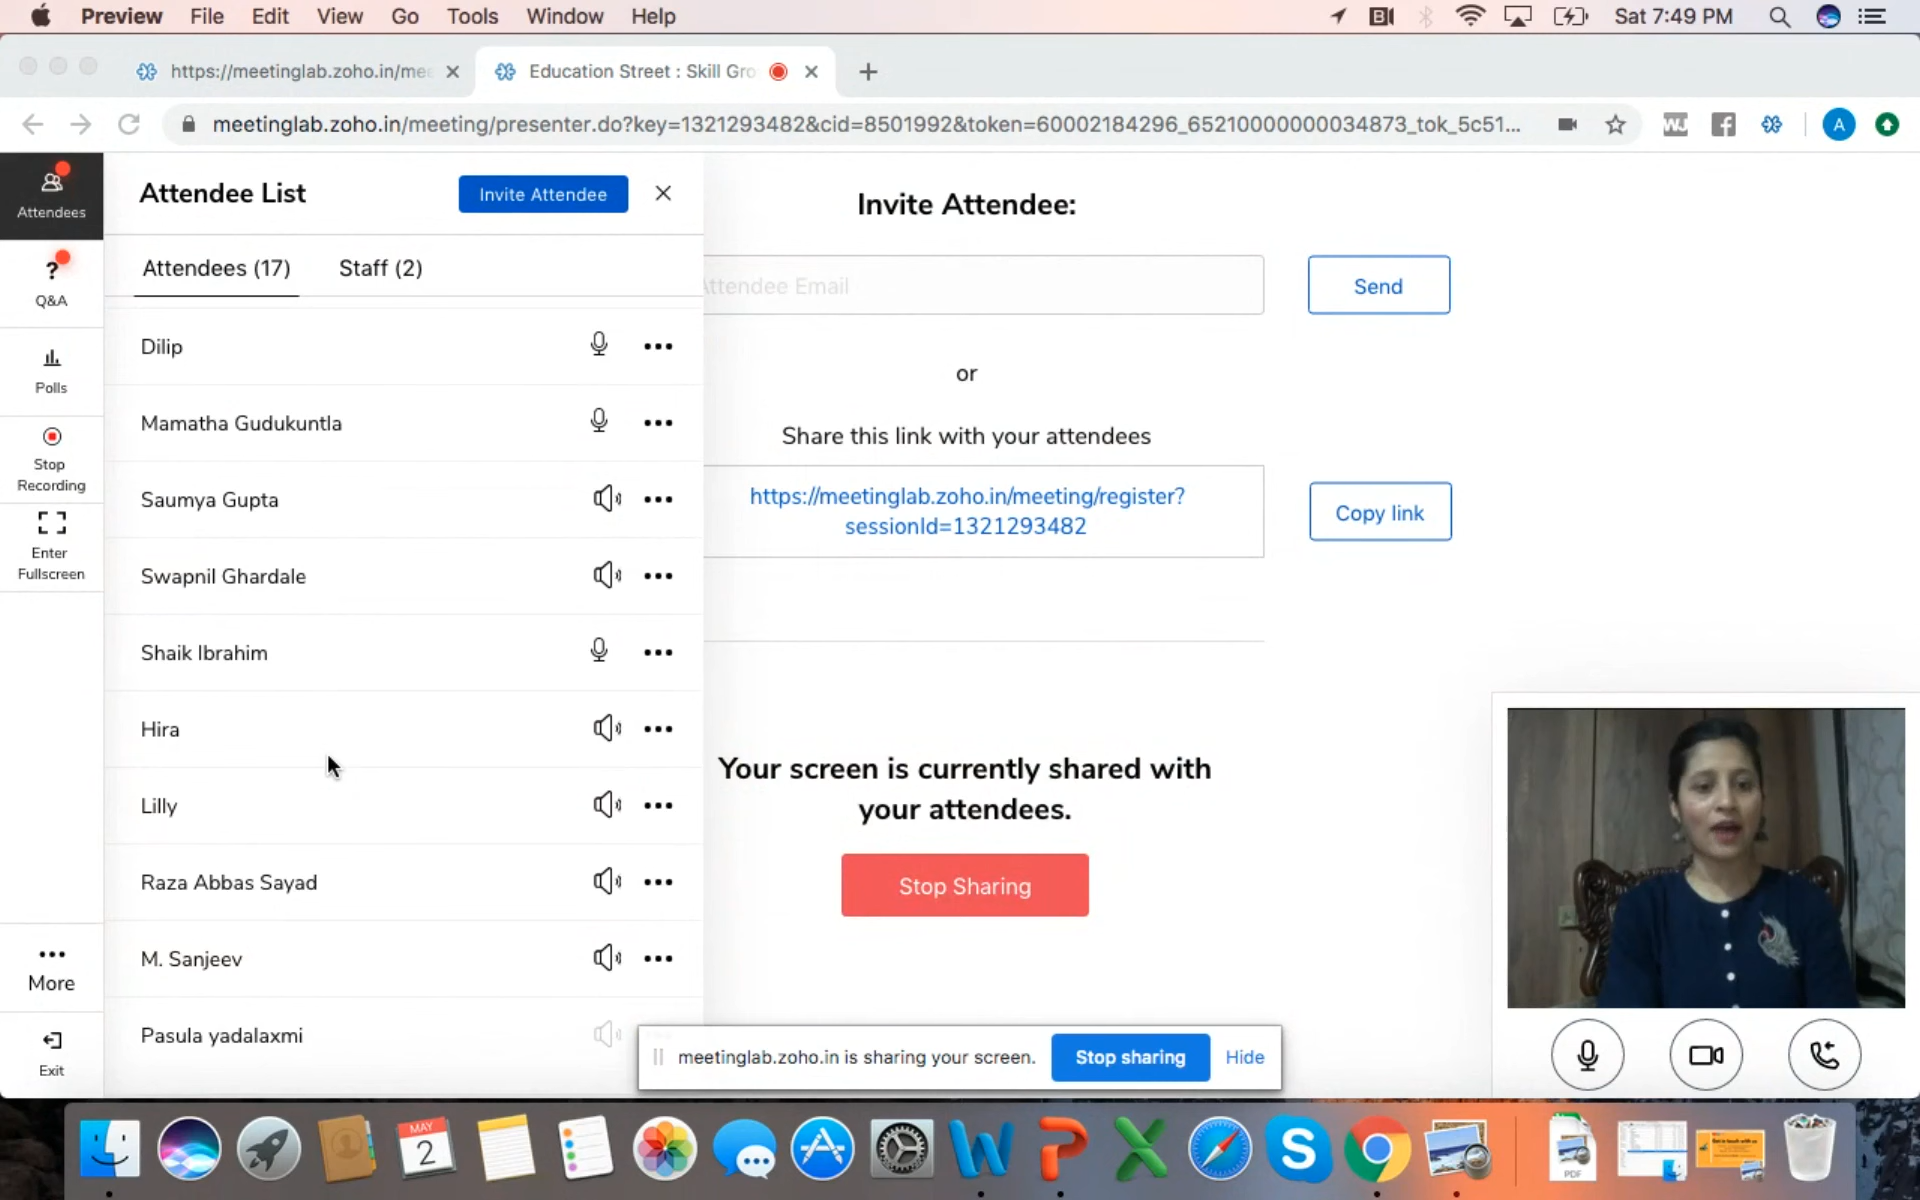 Preview File Edit View Go Tools Window Help Sat 7:49 PM
https://meetinglab.zoho.in/mee Education Street : Skill Gro
meetinglab.zoho.in/meeting/presenter.do?key=1321293482&cid=8501992&token=60002184296_65210000000034873_tok_5c51... A
Attendees
Q&A
Polls
Stop
Recording
Enter
Fullscreen
More
Exit
Attendee List Invite Attendee
Attendees (17) Staff (2)
Dilip
Mamatha Gudukuntla
Saumya Gupta
Swapnil Ghardale
Shaik Ibrahim
Hira
Lilly
Raza Abbas Sayad
M. Sanjeev
Pasula yadalaxmi
Invite Attendee:
Attendee Email Send
or
Share this link with your attendees
https://meetinglab.zoho.in/meeting/register?
sessionId=1321293482
Copy link
Your screen is currently shared with
your attendees.
Stop Sharing
meetinglab.zoho.in is sharing your screen. Stop sharing Hide
MAY
2
PDF